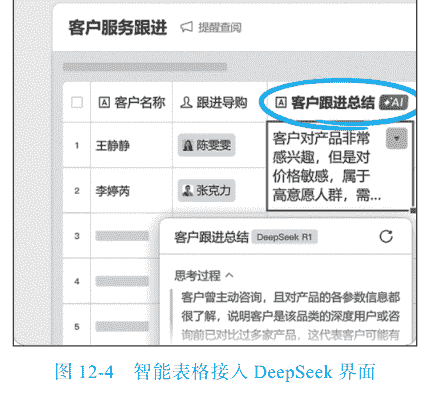 客户服务跟进 提醒查阅
客户名称 跟进导购 客户跟进总结 AI
1 王静静 陈雯雯 客户对产品非常
感兴趣，但是对
价格敏感，属于
高意愿人群，需...
2 李婷芮 张克力
3
客户跟进总结 DeepSeek R1
4
思考过程
客户曾主动咨询，且对产品的各参数信息都
很了解，说明客户是该品类的深度用户或咨
5
询前已对比过多家产品，这代表客户可能有
图 12-4 智能表格接入 DeepSeek 界面